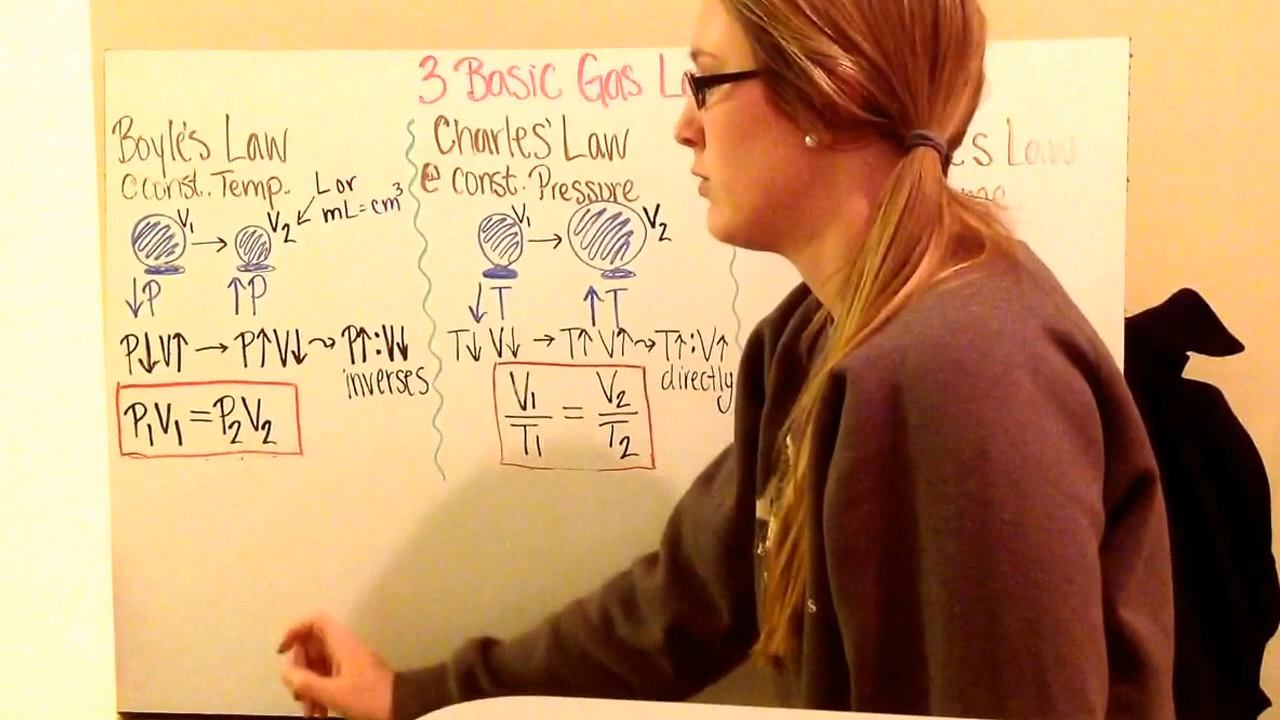 3 Basic Gas L
Boyle's Law
Const. Temp.
L or
mL = cm³
V₁ → V₂
↓P ↑P
P↓V↑ → P↑V↓ ⤳ P↑:V↓
inverses
P₁V₁ = P₂V₂
Charles' Law
@ const. Pressure
V₁ → V₂
↓T ↑T
T↓ V↓ → T↑ V↑ ⤳ T↑:V↑
directly
V₁/T₁ = V₂/T₂
's Law